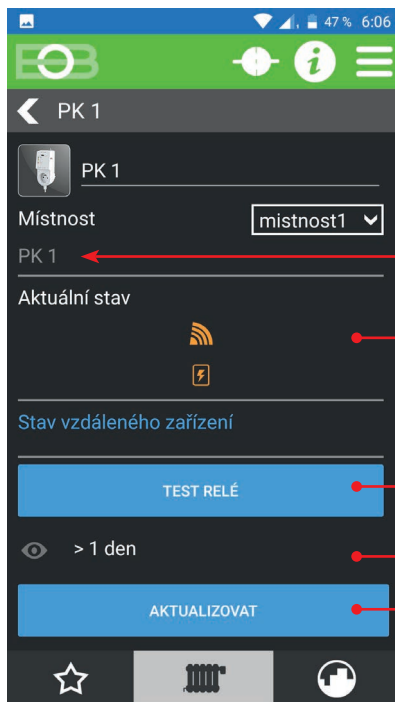 47 % 6:06
EOB
PK 1
PK 1
Místnost mistnost1
PK 1
Aktuální stav
Stav vzdáleného zařízení
TEST RELÉ
> 1 den
AKTUALIZOVAT